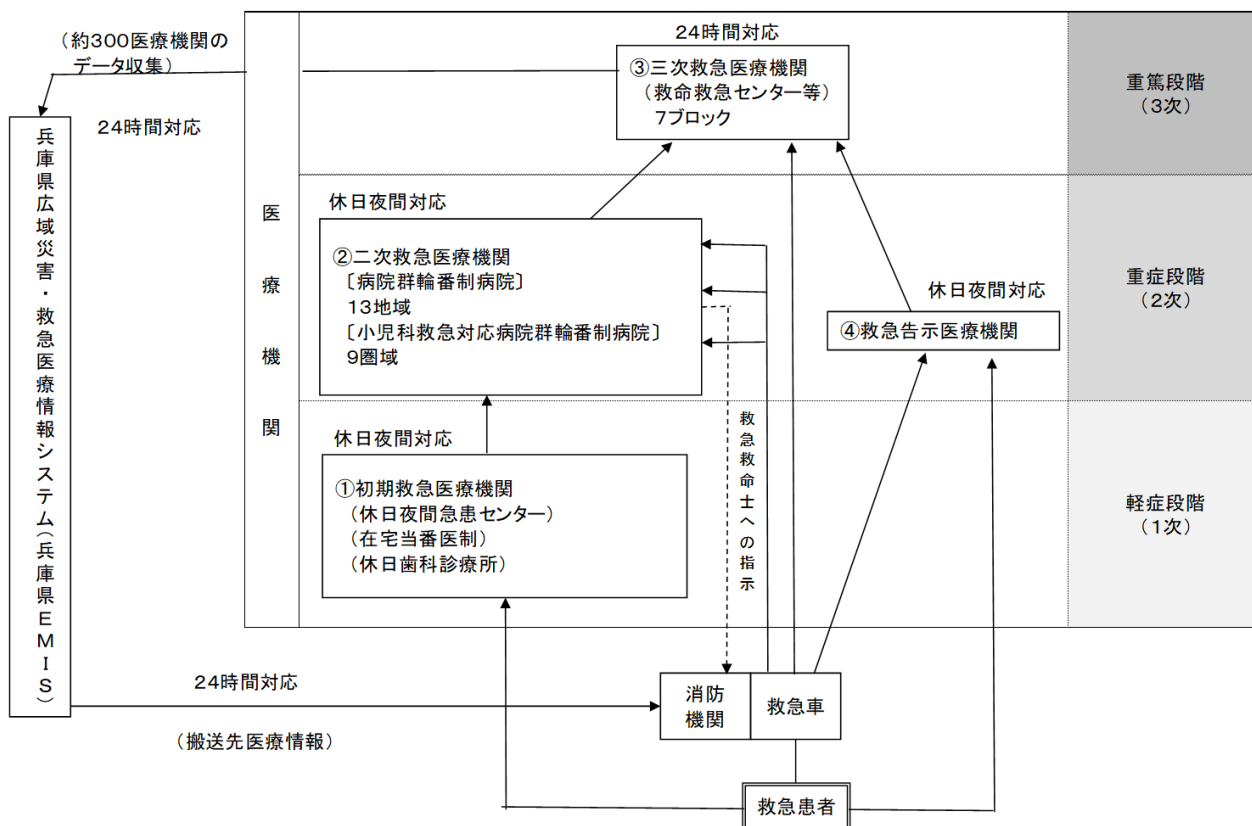 (約300医療機関の
データ収集)
24時間対応
兵庫県広域災害・救急医療情報システム(兵庫県EMIS)
医療機関
24時間対応
③三次救急医療機関
(救命救急センター等)
7ブロック
重篤段階
(3次)
休日夜間対応
②二次救急医療機関
〔病院群輪番制病院〕
13地域
〔小児科救急対応病院群輪番制病院〕
9圏域
休日夜間対応
④救急告示医療機関
重症段階
(2次)
休日夜間対応
①初期救急医療機関
(休日夜間急患センター)
(在宅当番医制)
(休日歯科診療所)
救急救命士への指示
軽症段階
(1次)
24時間対応
(搬送先医療情報)
消防
機関
救急車
救急患者